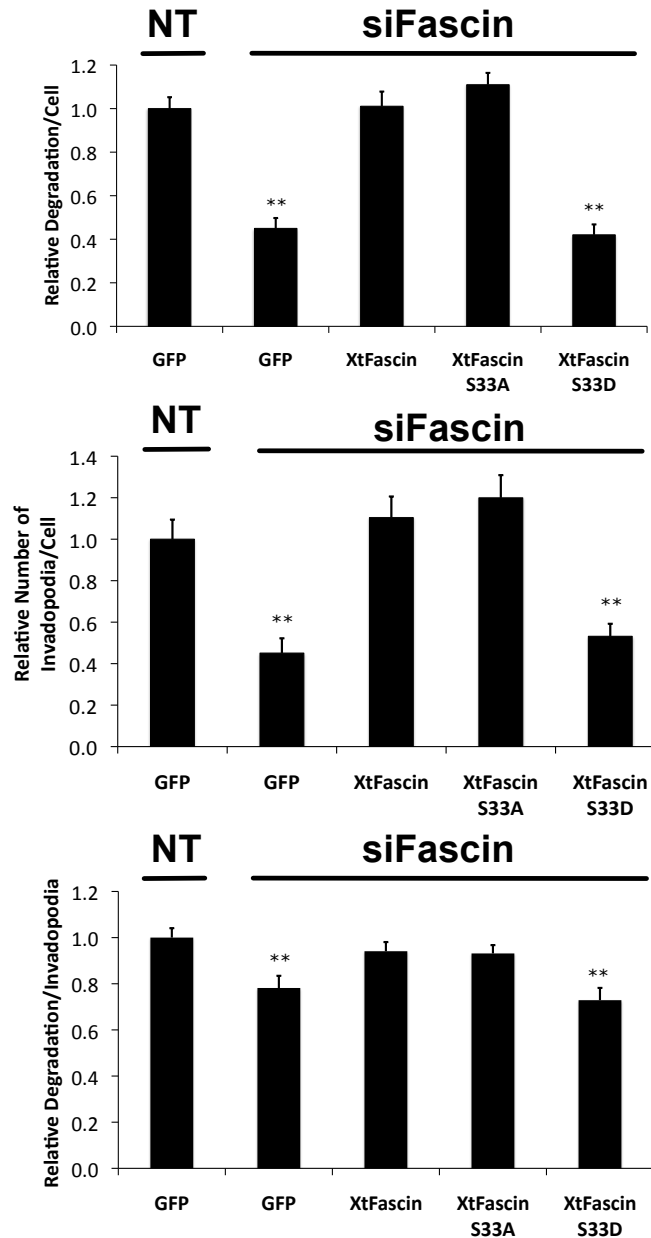 NT siFascin
1.2
1.0
0.8
0.6
0.4
0.2
0.0
Relative Degradation/Cell
**
**
GFP GFP XtFascin XtFascin XtFascin
S33A S33D
NT siFascin
1.4
1.2
1.0
0.8
0.6
0.4
0.2
0.0
Relative Number of
Invadopodia/Cell
**
**
GFP GFP XtFascin XtFascin XtFascin
S33A S33D
NT siFascin
1.2
1.0
0.8
0.6
0.4
0.2
0.0
Relative Degradation/Invadopodia
**
**
GFP GFP XtFascin XtFascin XtFascin
S33A S33D